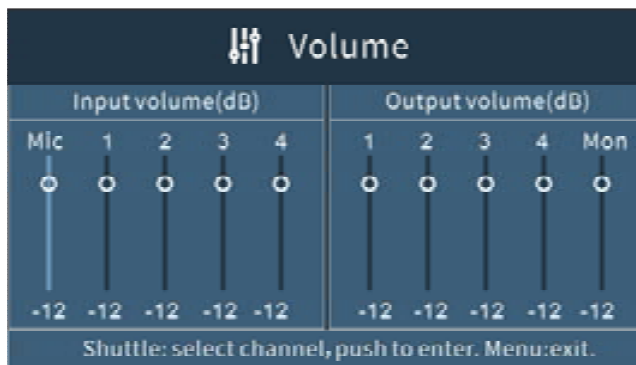 Volume
Input volume(dB) Output volume(dB)
Mic 1 2 3 4 1 2 3 4 Mon
-12 -12 -12 -12 -12 -12 -12 -12 -12 -12
Shuttle: select channel, push to enter. Menu:exit.